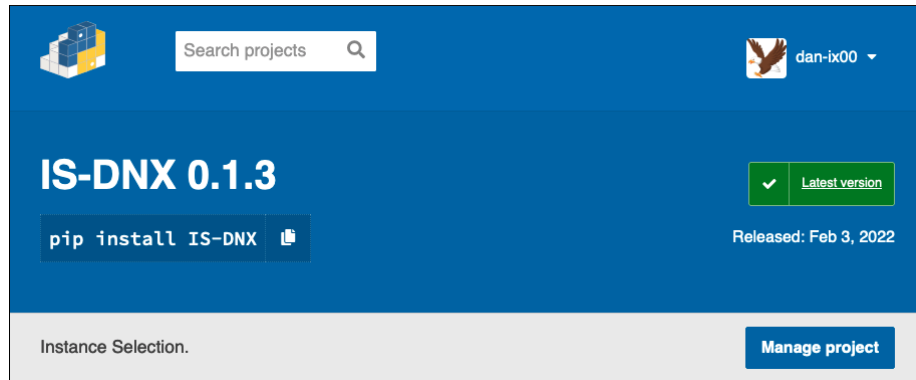 Search projects
dan-ix00
IS-DNX 0.1.3
Latest version
pip install IS-DNX
Released: Feb 3, 2022
Instance Selection.
Manage project